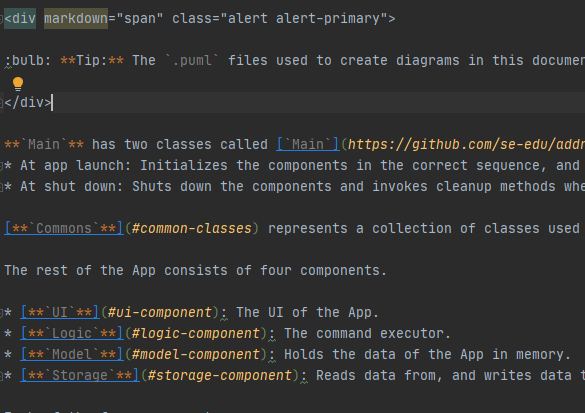 <div markdown="span" class="alert alert-primary">
:bulb: **Tip:** The `.puml` files used to create diagrams in this documen
</div>
**`Main`** has two classes called [`Main`](https://github.com/se-edu/addr
* At app launch: Initializes the components in the correct sequence, and
* At shut down: Shuts down the components and invokes cleanup methods whe
[**`Commons`**](#common-classes) represents a collection of classes used
The rest of the App consists of four components.
* [**`UI`**](#ui-component): The UI of the App.
* [**`Logic`**](#logic-component): The command executor.
* [**`Model`**](#model-component): Holds the data of the App in memory.
* [**`Storage`**](#storage-component): Reads data from, and writes data t